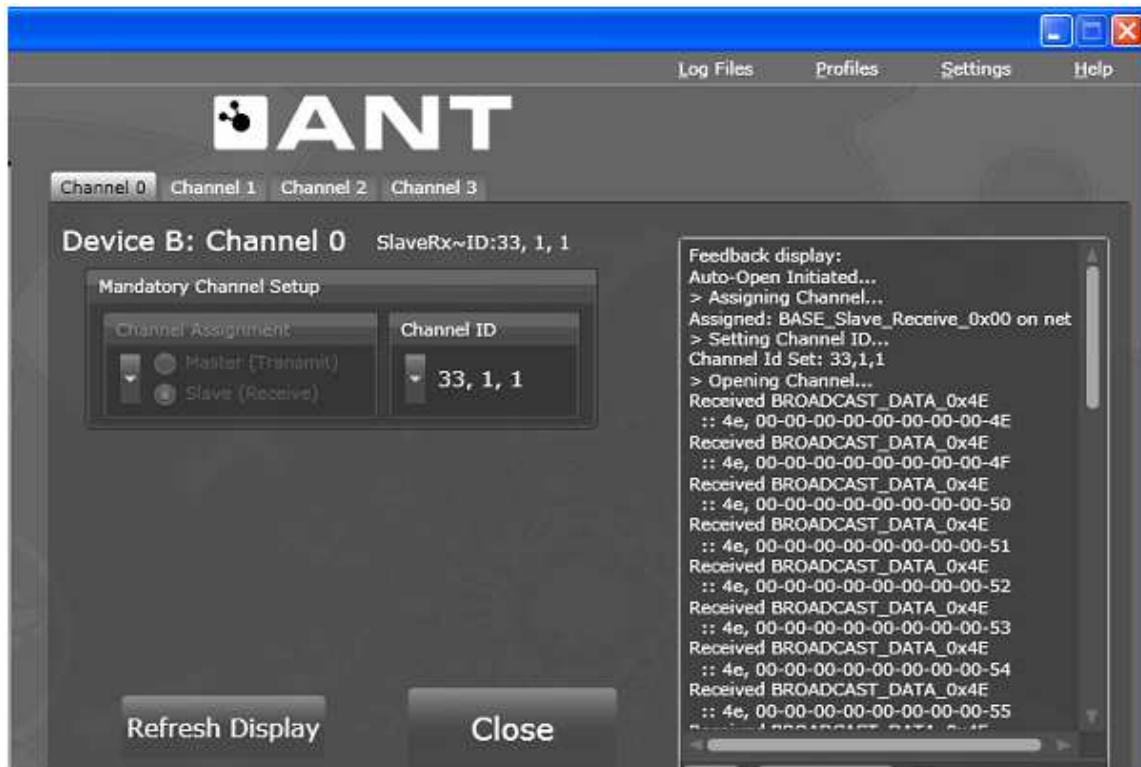 Log Files Profiles Settings Help
ANT
Channel 0 Channel 1 Channel 2 Channel 3
Device B: Channel 0 SlaveRx~ID:33, 1, 1
Mandatory Channel Setup
Channel Assignment
Master (Transmit)
Slave (Receive)
Channel ID
33, 1, 1
Refresh Display
Close
Feedback display:
Auto-Open Initiated...
> Assigning Channel...
Assigned: BASE_Slave_Receive_0x00 on net
> Setting Channel ID...
Channel Id Set: 33,1,1
> Opening Channel...
Received BROADCAST_DATA_0x4E
:: 4e, 00-00-00-00-00-00-00-4E
Received BROADCAST_DATA_0x4E
:: 4e, 00-00-00-00-00-00-00-4F
Received BROADCAST_DATA_0x4E
:: 4e, 00-00-00-00-00-00-00-50
Received BROADCAST_DATA_0x4E
:: 4e, 00-00-00-00-00-00-00-51
Received BROADCAST_DATA_0x4E
:: 4e, 00-00-00-00-00-00-00-52
Received BROADCAST_DATA_0x4E
:: 4e, 00-00-00-00-00-00-00-53
Received BROADCAST_DATA_0x4E
:: 4e, 00-00-00-00-00-00-00-54
Received BROADCAST_DATA_0x4E
:: 4e, 00-00-00-00-00-00-00-55